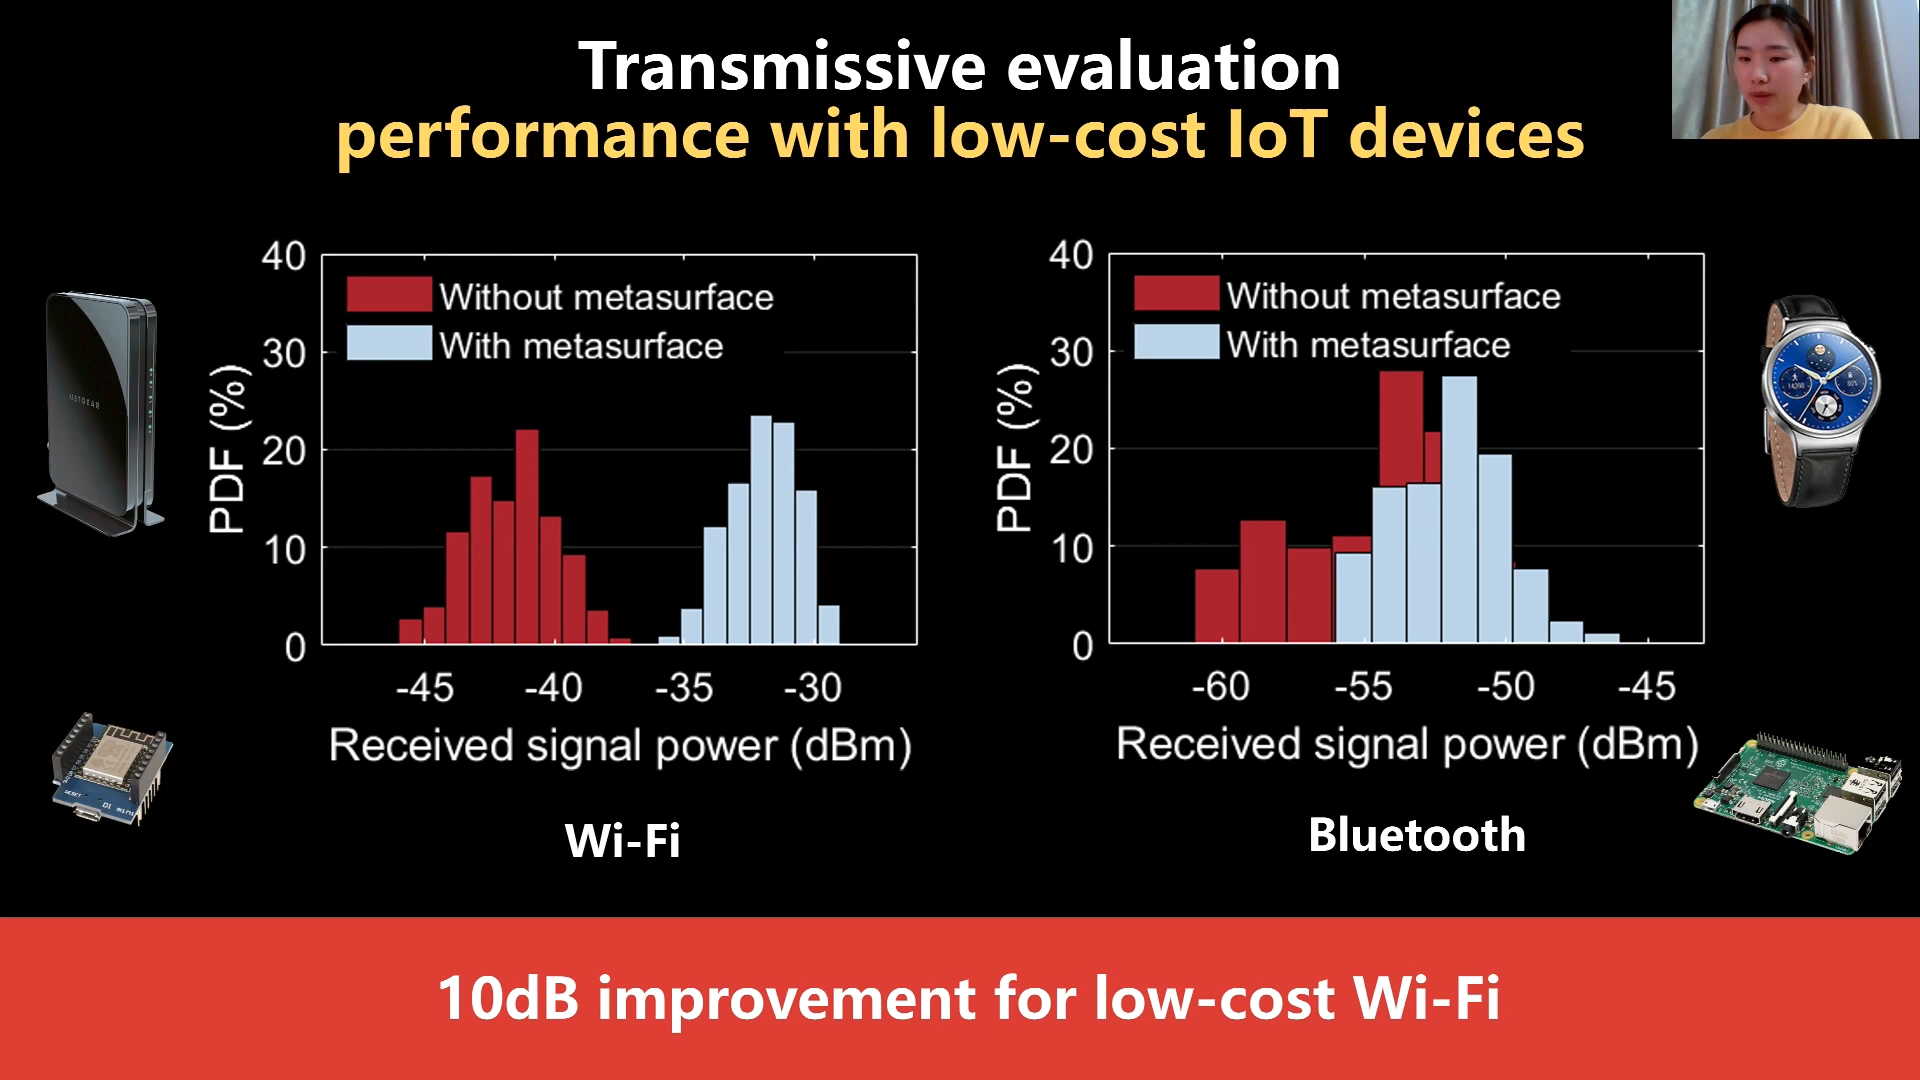 Transmissive evaluation
performance with low-cost IoT devices
40
30
20
10
0
PDF (%)
Without metasurface
With metasurface
-45 -40 -35 -30
Received signal power (dBm)
Wi-Fi
40
30
20
10
0
PDF (%)
Without metasurface
With metasurface
-60 -55 -50 -45
Received signal power (dBm)
Bluetooth
NETGEAR
10dB improvement for low-cost Wi-Fi